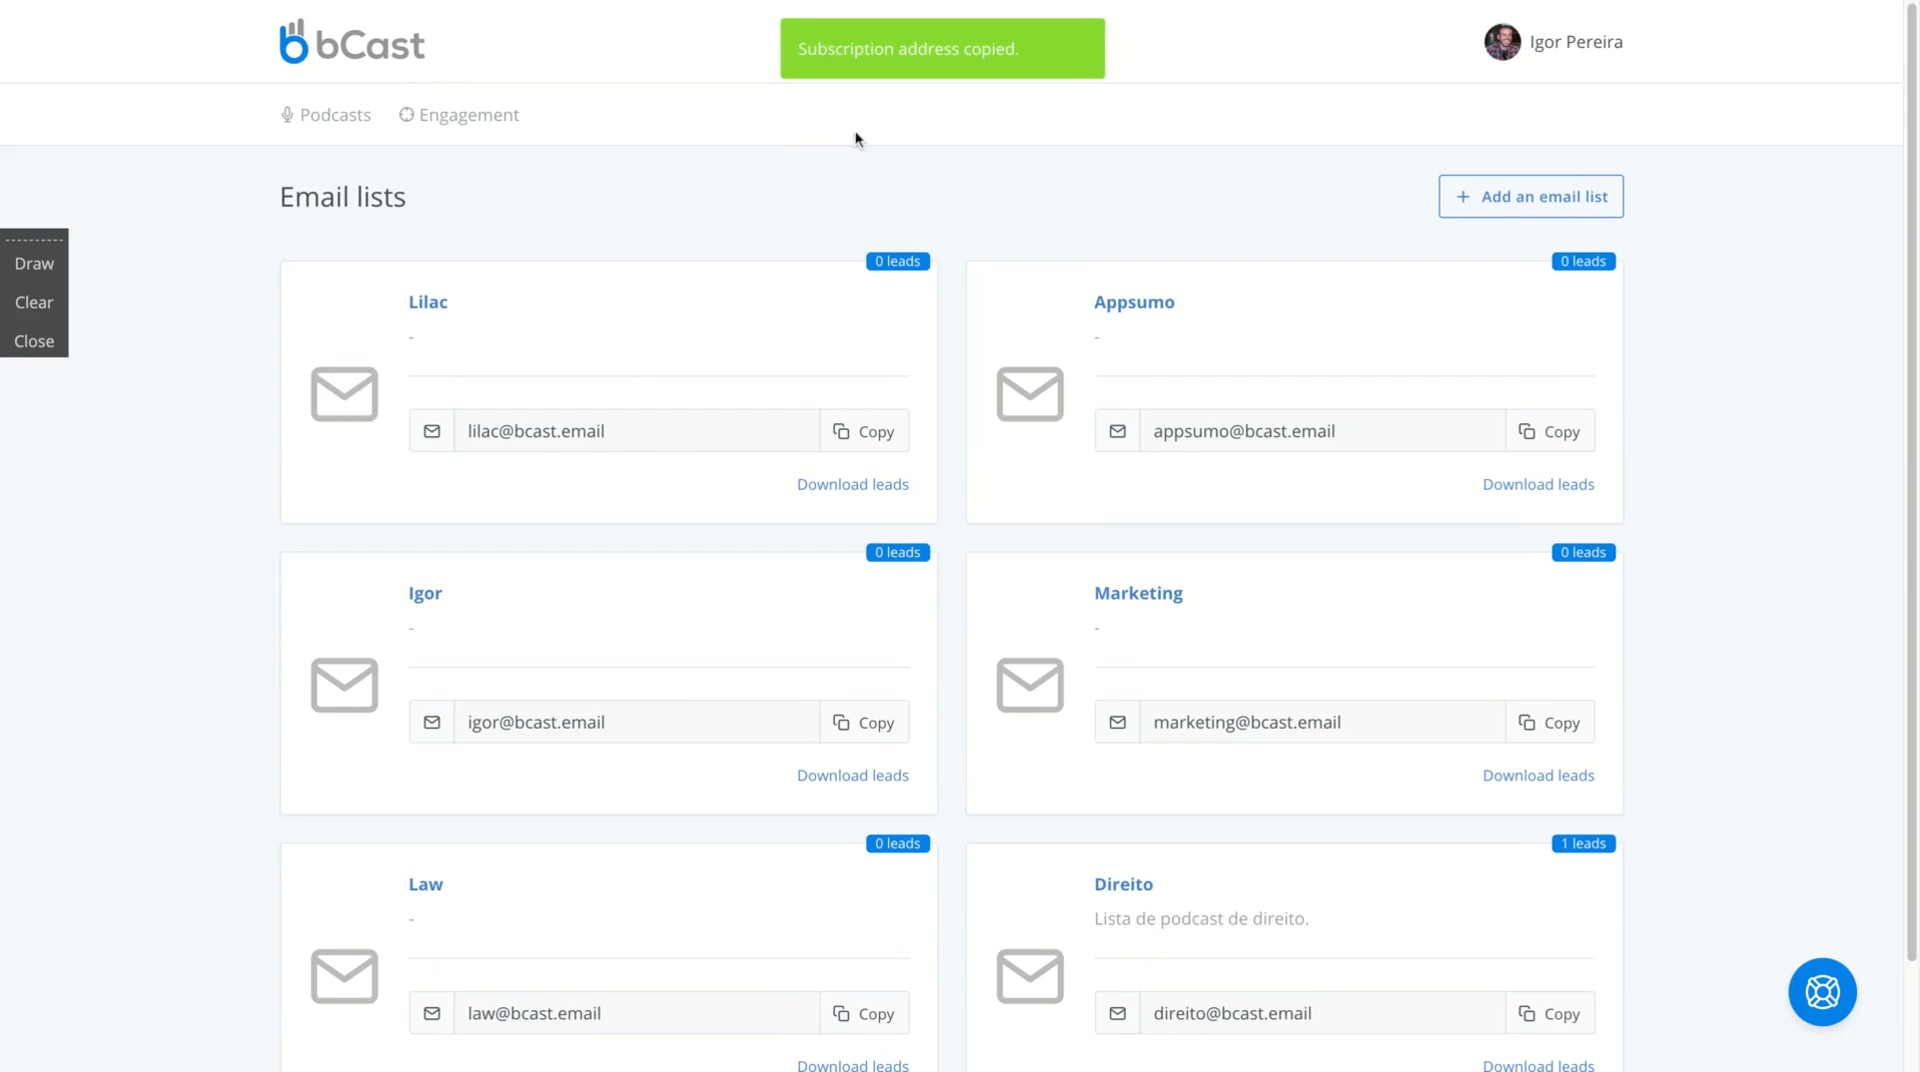 bCast
Subscription address copied.
Igor Pereira
Podcasts
Engagement
Email lists
+ Add an email list
Draw
Clear
Close
0 leads
Lilac
-
lilac@bcast.email
Copy
Download leads
0 leads
Appsumo
-
appsumo@bcast.email
Copy
Download leads
0 leads
Igor
-
igor@bcast.email
Copy
Download leads
0 leads
Marketing
-
marketing@bcast.email
Copy
Download leads
0 leads
Law
-
law@bcast.email
Copy
Download leads
1 leads
Direito
Lista de podcast de direito.
direito@bcast.email
Copy
Download leads